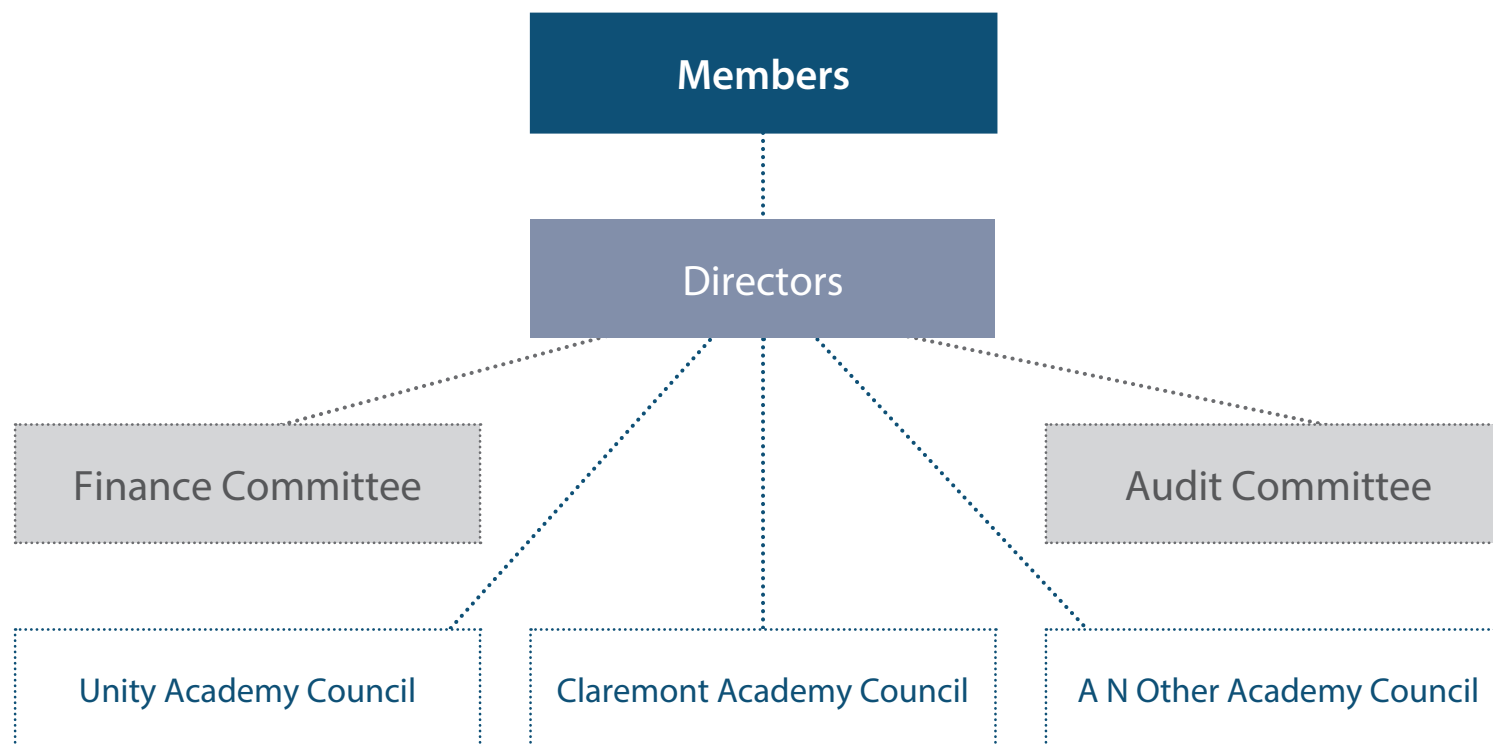 Members
Directors
Finance Committee
Audit Committee
Unity Academy Council
Claremont Academy Council
A N Other Academy Council